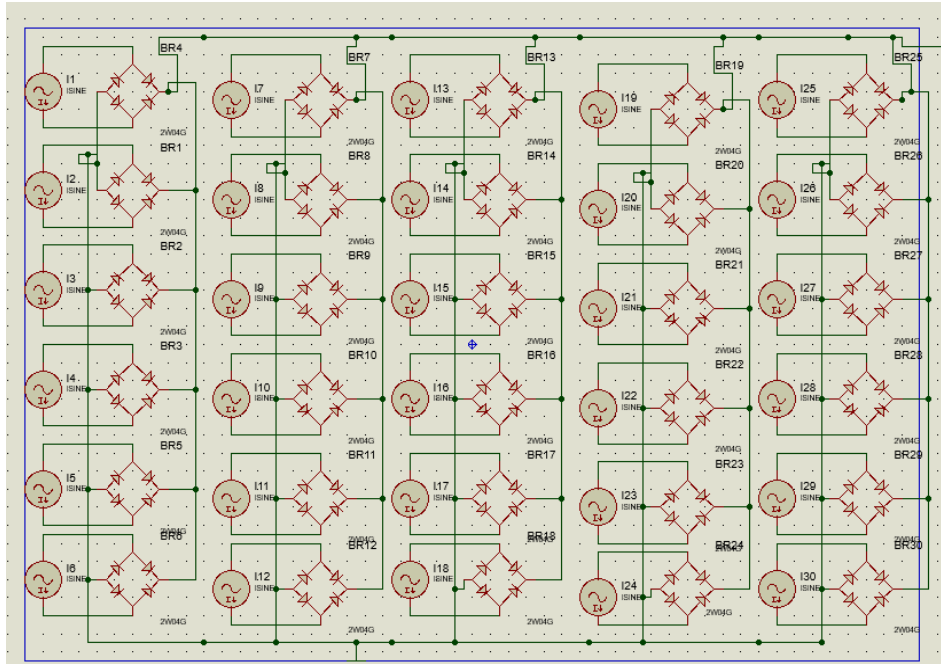 BR4
I1
ISINE
2W04G
BR1
I2
ISINE
2W04G
BR2
I3
ISINE
2W04G
BR3
I4
ISINE
2W04G
BR5
I5
ISINE
2W04G
BR6
I6
ISINE
2W04G
BR7
I7
ISINE
2W04G
BR8
I8
ISINE
2W04G
BR9
I9
ISINE
2W04G
BR10
I10
ISINE
2W04G
BR11
I11
ISINE
2W04G
BR12
I12
ISINE
2W04G
BR13
I13
ISINE
2W04G
BR14
I14
ISINE
2W04G
BR15
I15
ISINE
2W04G
BR16
I16
ISINE
2W04G
BR17
I17
ISINE
2W04G
BR18
I18
ISINE
2W04G
BR19
I19
ISINE
2W04G
BR20
I20
ISINE
2W04G
BR21
I21
ISINE
2W04G
BR22
I22
ISINE
2W04G
BR23
I23
ISINE
2W04G
BR24
I24
ISINE
2W04G
BR25
I25
ISINE
2W04G
BR26
I26
ISINE
2W04G
BR27
I27
ISINE
2W04G
BR28
I28
ISINE
2W04G
BR29
I29
ISINE
2W04G
BR30
I30
ISINE
2W04G